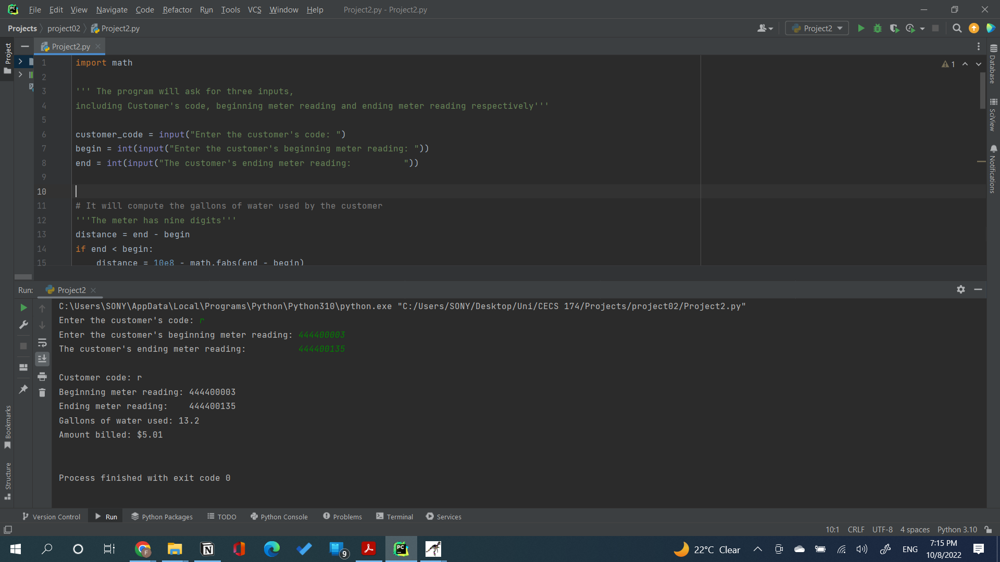 File Edit View Navigate Code Refactor Run Tools VCS Window Help Project2.py - Project2.py
Projects project02 Project2.py
Project2
Project
Project2.py
1 import math
1
2
3 ''' The program will ask for three inputs,
4 including Customer's code, beginning meter reading and ending meter reading respectively'''
5
6 customer_code = input("Enter the customer's code: ")
7 begin = int(input("Enter the customer's beginning meter reading: "))
8 end = int(input("The customer's ending meter reading:          "))
9
10
11 # It will compute the gallons of water used by the customer
12 '''The meter has nine digits'''
13 distance = end - begin
14 if end < begin:
15     distance = 10e8 - math.fabs(end - begin)
Database
SciView
Notifications
Run: Project2
C:\Users\SONY\AppData\Local\Programs\Python\Python310\python.exe "C:/Users/SONY/Desktop/Uni/CECS 174/Projects/project02/Project2.py"
Enter the customer's code: r
Enter the customer's beginning meter reading: 444400003
The customer's ending meter reading:          444400135
Customer code: r
Beginning meter reading: 444400003
Ending meter reading:    444400135
Gallons of water used: 13.2
Amount billed: $5.01
Process finished with exit code 0
Bookmarks
Structure
Version Control Run Python Packages TODO Python Console Problems Terminal Services
10:1 CRLF UTF-8 4 spaces Python 3.10
9
22°C Clear
ENG
7:15 PM
10/8/2022